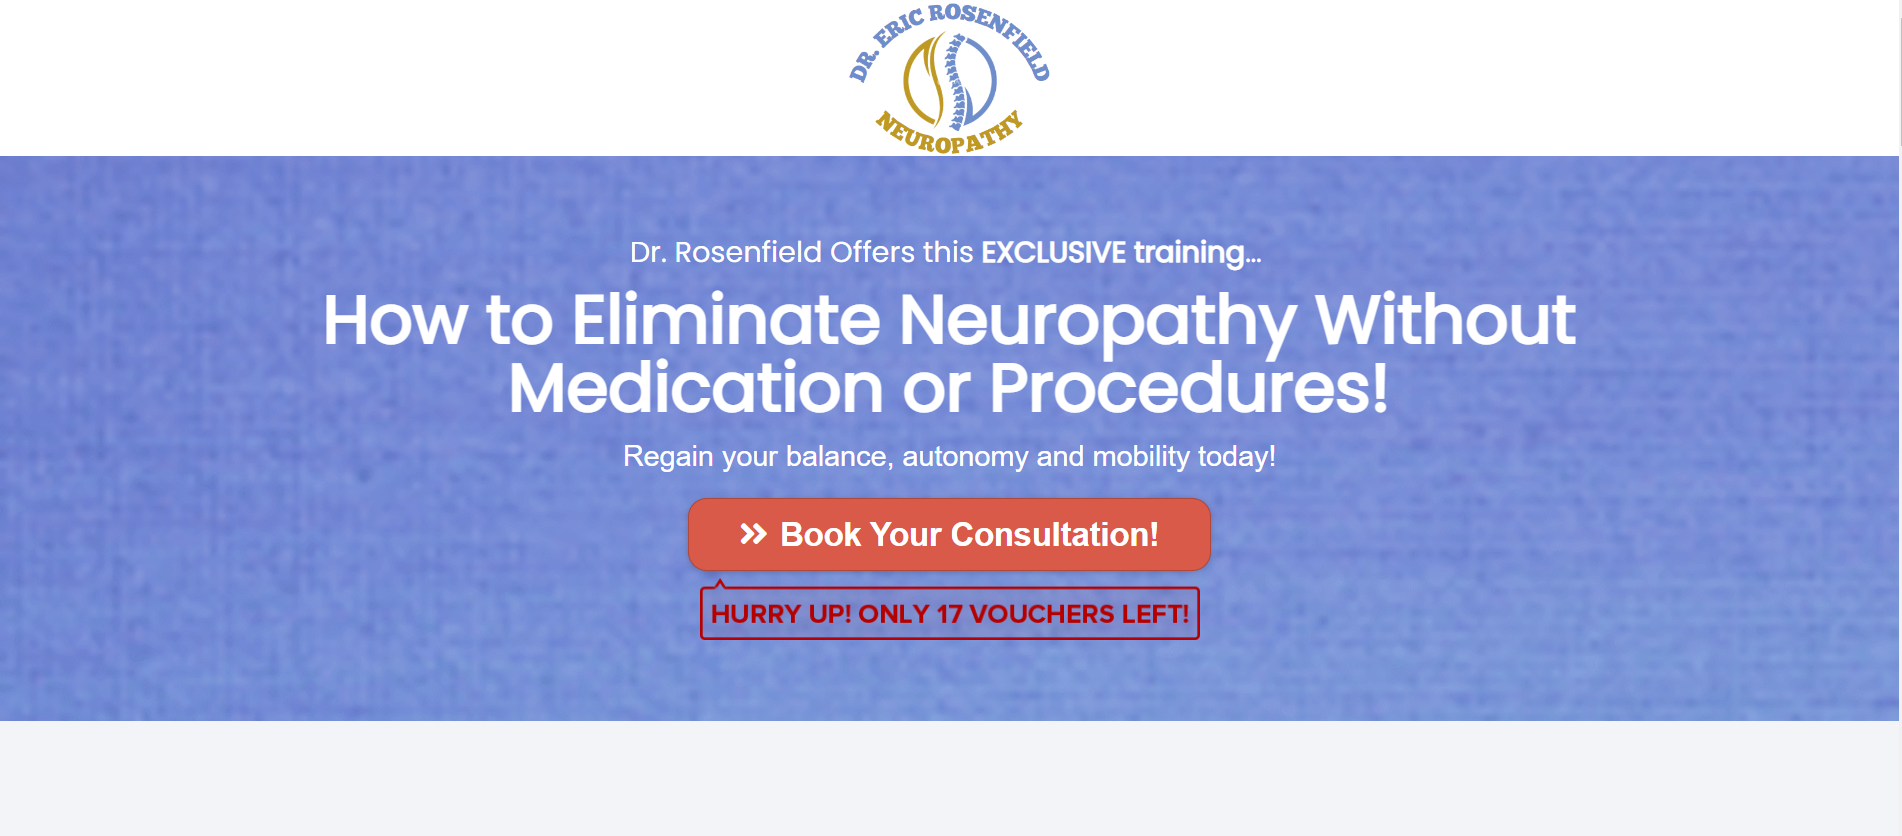 DR. ERIC ROSENFIELD
NEUROPATHY
Dr. Rosenfield Offers this EXCLUSIVE training...
How to Eliminate Neuropathy Without
Medication or Procedures!
Regain your balance, autonomy and mobility today!
Book Your Consultation!
HURRY UP! ONLY 17 VOUCHERS LEFT!